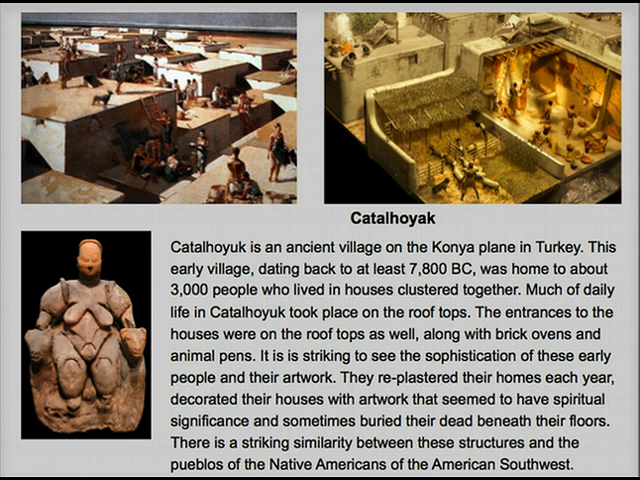 Catalhoyak
Catalhoyuk is an ancient village on the Konya plane in Turkey. This
early village, dating back to at least 7,800 BC, was home to about
3,000 people who lived in houses clustered together. Much of daily
life in Catalhoyuk took place on the roof tops. The entrances to the
houses were on the roof tops as well, along with brick ovens and
animal pens. It is is striking to see the sophistication of these early
people and their artwork. They re-plastered their homes each year,
decorated their houses with artwork that seemed to have spiritual
significance and sometimes buried their dead beneath their floors.
There is a striking similarity between these structures and the
pueblos of the Native Americans of the American Southwest.